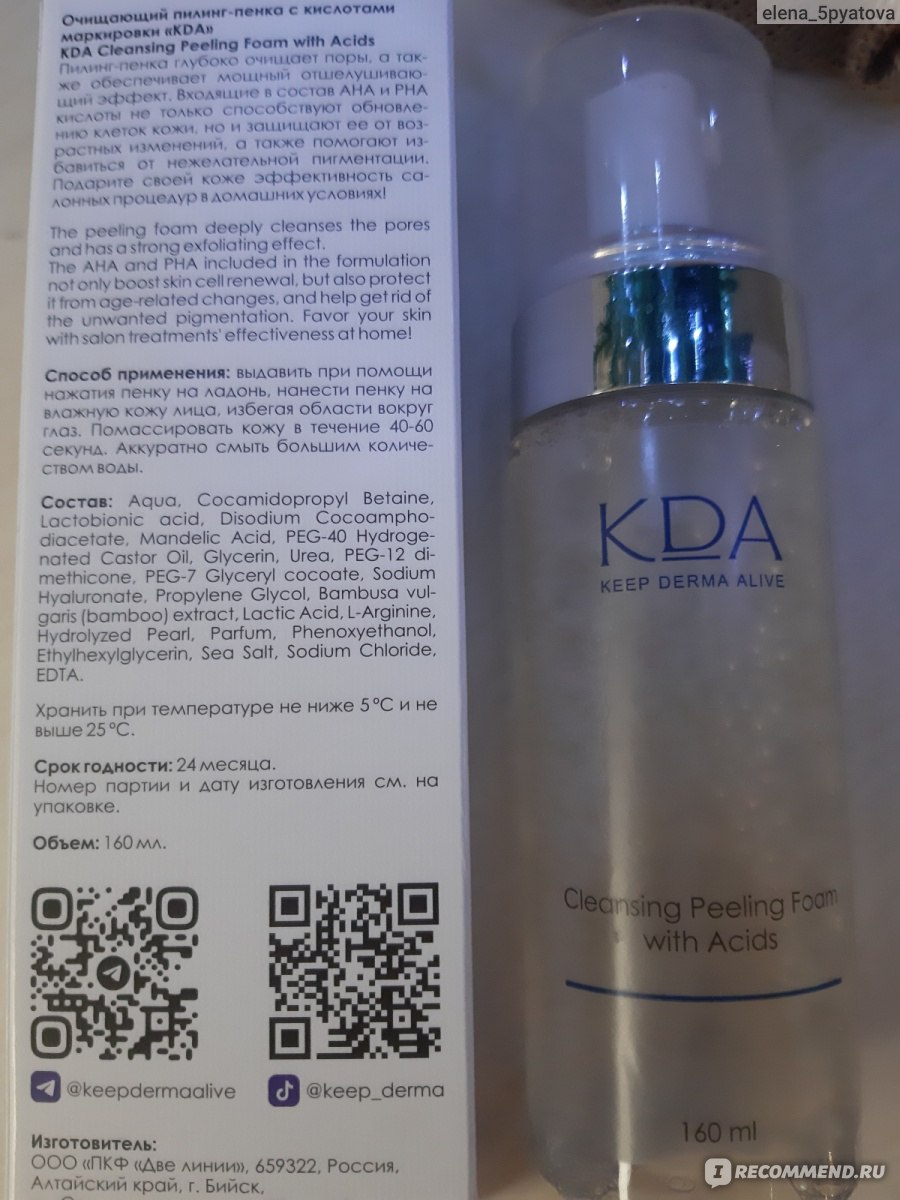 elena_5pyatova
Очищающий пилинг-пенка с кислотами
маркировки «KDA»
KDA Cleansing Peeling Foam with Acids
Пилинг-пенка глубоко очищает поры, а так-
же обеспечивает мощный отшелушиваю-
щий эффект. Входящие в состав AHA и PHA
кислоты не только способствуют обновле-
нию клеток кожи, но и защищают ее от воз-
растных изменений, а также помогают из-
бавиться от нежелательной пигментации.
Подарите своей коже эффективность са-
лонных процедур в домашних условиях!
The peeling foam deeply cleanses the pores
and has a strong exfoliating effect.
The AHA and PHA included in the formulation
not only boost skin cell renewal, but also protect
it from age-related changes, and help get rid of
the unwanted pigmentation. Favor your skin
with salon treatments' effectiveness at home!
Способ применения: выдавить при помощи
нажатия пенку на ладонь, нанести пенку на
влажную кожу лица, избегая области вокруг
глаз. Помассировать кожу в течение 40-60
секунд. Аккуратно смыть большим количе-
ством воды.
Состав: Aqua, Cocamidopropyl Betaine,
Lactobionic acid, Disodium Cocoampho-
diacetate, Mandelic Acid, PEG-40 Hydroge-
nated Castor Oil, Glycerin, Urea, PEG-12 di-
methicone, PEG-7 Glyceryl cocoate, Sodium
Hyaluronate, Propylene Glycol, Bambusa vul-
garis (bamboo) extract, Lactic Acid, L-Arginine,
Hydrolyzed Pearl, Parfum, Phenoxyethanol,
Ethylhexylglycerin, Sea Salt, Sodium Chloride,
EDTA.
Хранить при температуре не ниже 5 °C и не
выше 25 °C.
Срок годности: 24 месяца.
Номер партии и дату изготовления см. на
упаковке.
Объем: 160 мл.
@keepdermaalive
@keep_derma
Изготовитель:
ООО «ПКФ «Две линии», 659322, Россия,
Алтайский край, г. Бийск,
KDA
KEEP DERMA ALIVE
Cleansing Peeling Foam
with Acids
160 ml
IRECOMMEND.RU